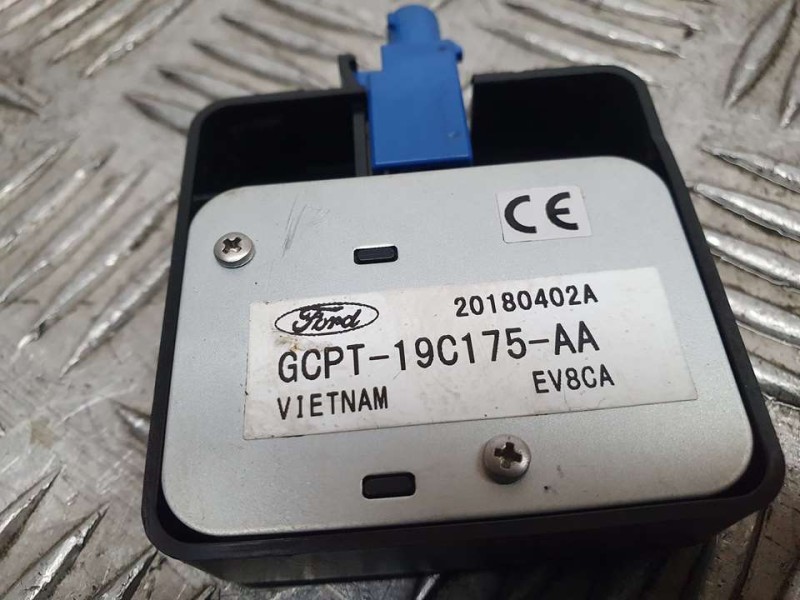 CE
Ford
20180402A
GCPT-19C175-AA
VIETNAM
EV8CA